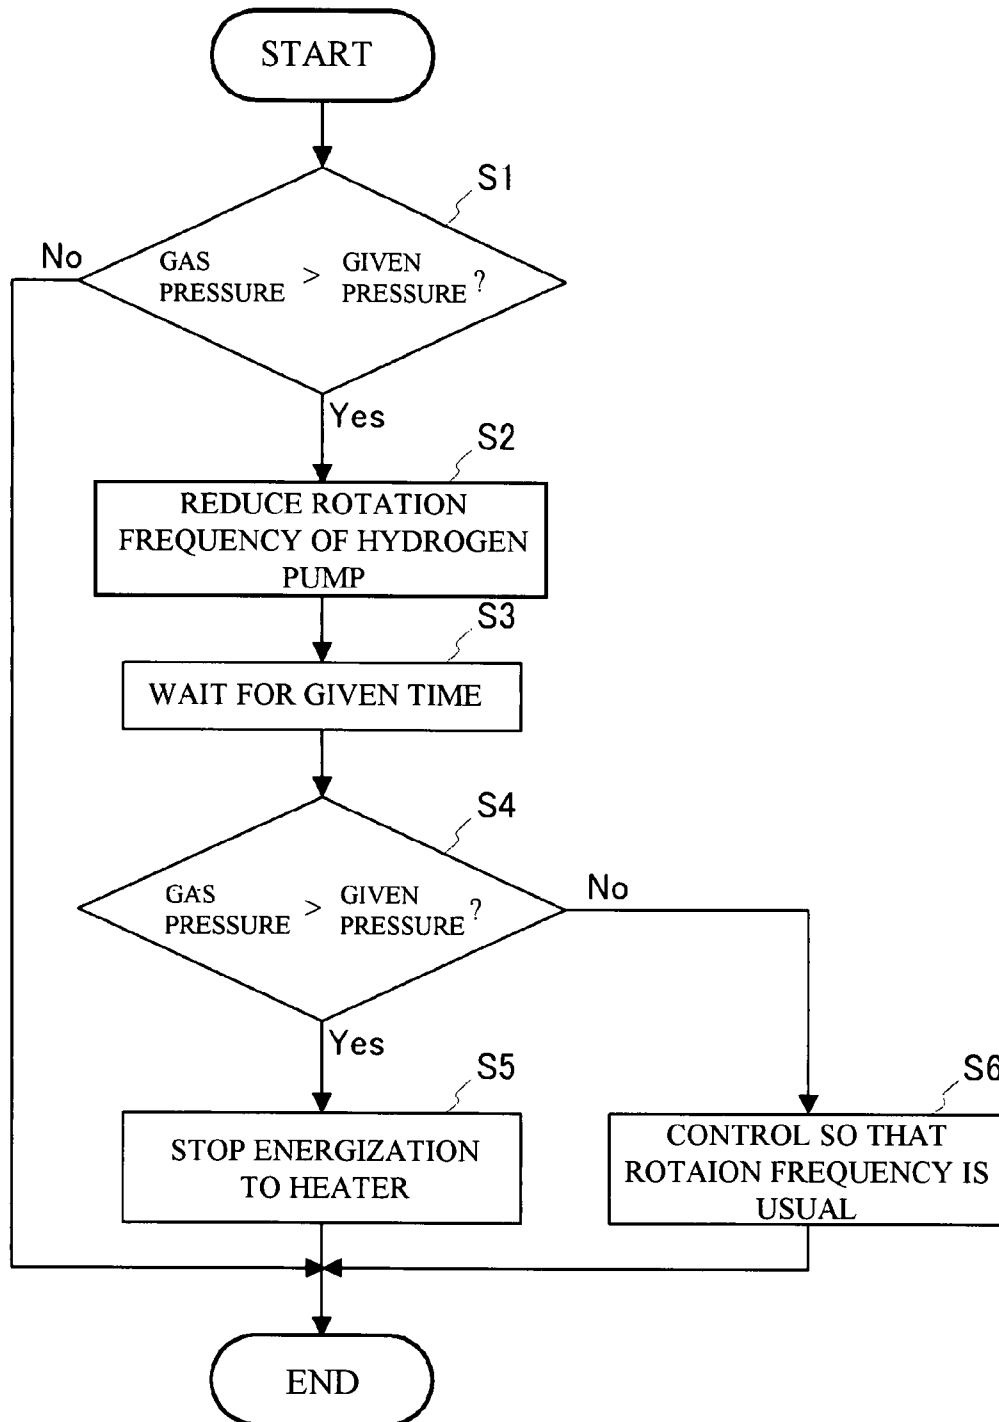 START
S1
No
GAS
PRESSURE
>
GIVEN
PRESSURE ?
Yes
S2
REDUCE ROTATION
FREQUENCY OF HYDROGEN
PUMP
S3
WAIT FOR GIVEN TIME
S4
GAS
PRESSURE
>
GIVEN
PRESSURE ?
No
Yes
S5
STOP ENERGIZATION
TO HEATER
S6
CONTROL SO THAT
ROTAION FREQUENCY IS
USUAL
END